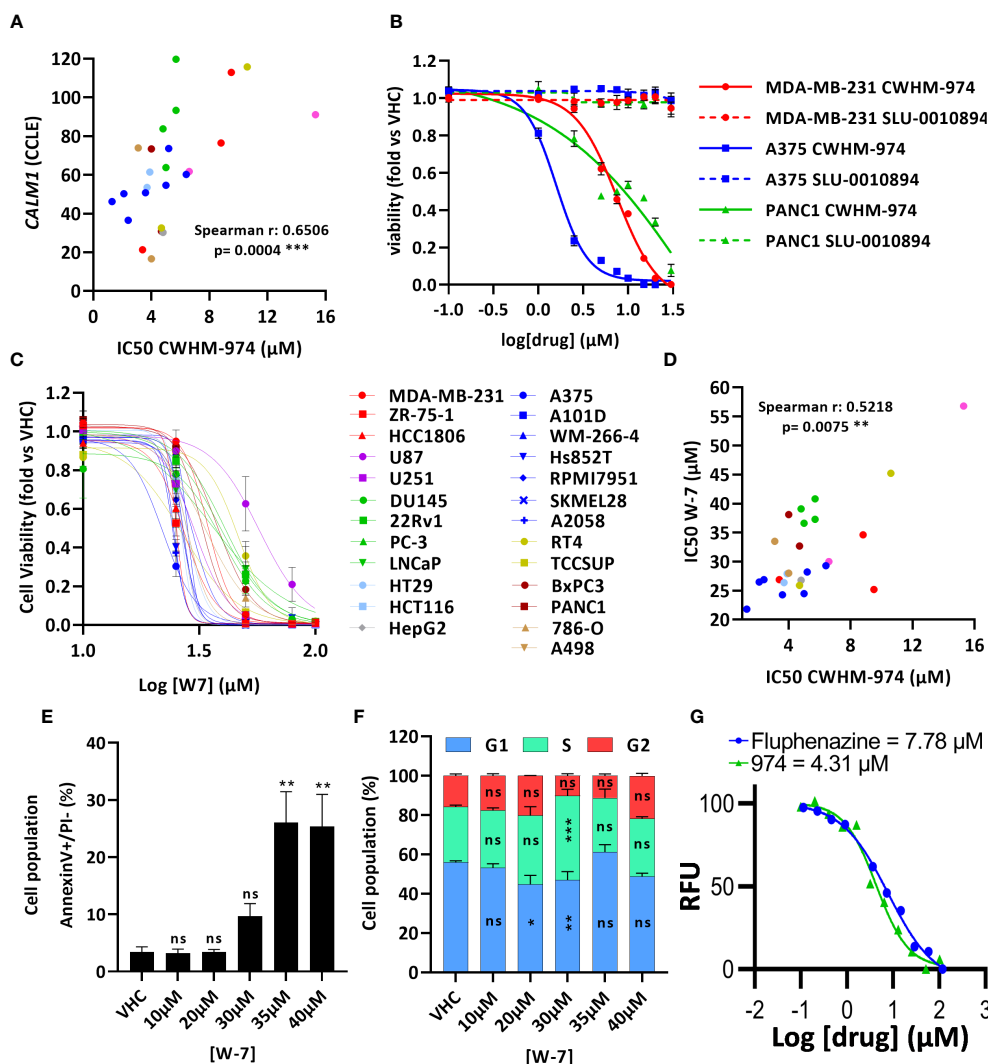 A
CALM1 (CCLE)
120
100
80
60
40
20
0
Spearman r: 0.6506
p= 0.0004 ***
0 4 8 12 16
IC50 CWHM-974 (µM)
B
viability (fold vs VHC)
1.2
1.0
0.8
0.6
0.4
0.2
0.0
-1.0 -0.5 0.0 0.5 1.0 1.5
log[drug] (µM)
MDA-MB-231 CWHM-974
MDA-MB-231 SLU-0010894
A375 CWHM-974
A375 SLU-0010894
PANC1 CWHM-974
PANC1 SLU-0010894
C
Cell Viability (fold vs VHC)
1.2
1.0
0.8
0.6
0.4
0.2
0.0
1.0 1.5 2.0
Log [W7] (µM)
MDA-MB-231
ZR-75-1
HCC1806
U87
U251
DU145
22Rv1
PC-3
LNCaP
HT29
HCT116
HepG2
A375
A101D
WM-266-4
Hs852T
RPMI7951
SKMEL28
A2058
RT4
TCCSUP
BxPC3
PANC1
786-O
A498
D
IC50 W-7 (µM)
60
55
50
45
40
35
30
25
20
Spearman r: 0.5218
p= 0.0075 **
4 8 12 16
IC50 CWHM-974 (µM)
E
Cell population
AnnexinV+/PI- (%)
40
30
20
10
0
ns ns ns ** **
VHC 10µM 20µM 30µM 35µM 40µM
[W-7]
F
G1 S G2
Cell population (%)
120
100
80
60
40
20
0
ns ns ns ns ns
ns ns *** ns ns
ns * ** ns ns
VHC 10µM 20µM 30µM 35µM 40µM
[W-7]
G
Fluphenazine = 7.78 µM
974 = 4.31 µM
RFU
100
50
0
-2 -1 0 1 2 3
Log [drug] (µM)